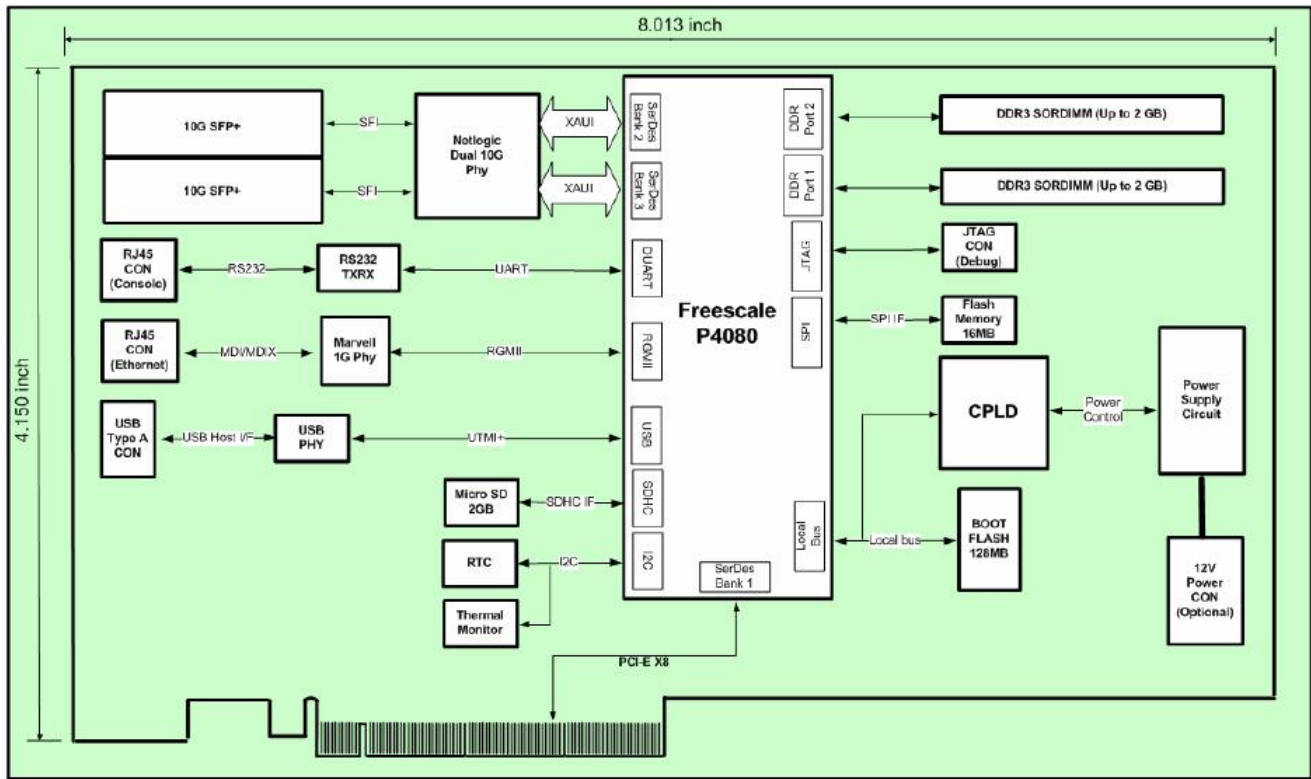 8.013 inch
4.150 inch
10G SFP+
SFI
Notlogic
Dual 10G
Phy
XAUI
SerDes
Bank 2
10G SFP+
SFI
XAUI
SerDes
Bank 3
RJ45
CON
(Console)
RS232
RS232
TXRX
UART
DUART
RJ45
CON
(Ethernet)
MDI/MDIX
Marvell
1G Phy
RGMII
RGMII
USB
Type A
CON
USB Host I/F
USB
PHY
UTMI+
USB
Micro SD
2GB
SDHC IF
SDHC
RTC
I2C
I2C
Thermal
Monitor
Freescale
P4080
SerDes
Bank 1
PCI-E X8
DDR
Port 2
DDR3 SORDIMM (Up to 2 GB)
DDR
Port 1
DDR3 SORDIMM (Up to 2 GB)
JTAG
JTAG
CON
(Debug)
SPI
SPI IF
Flash
Memory
16MB
CPLD
Power
Control
Power
Supply
Circuit
Local
Bus
Local bus
BOOT
FLASH
128MB
12V
Power
CON
(Optional)